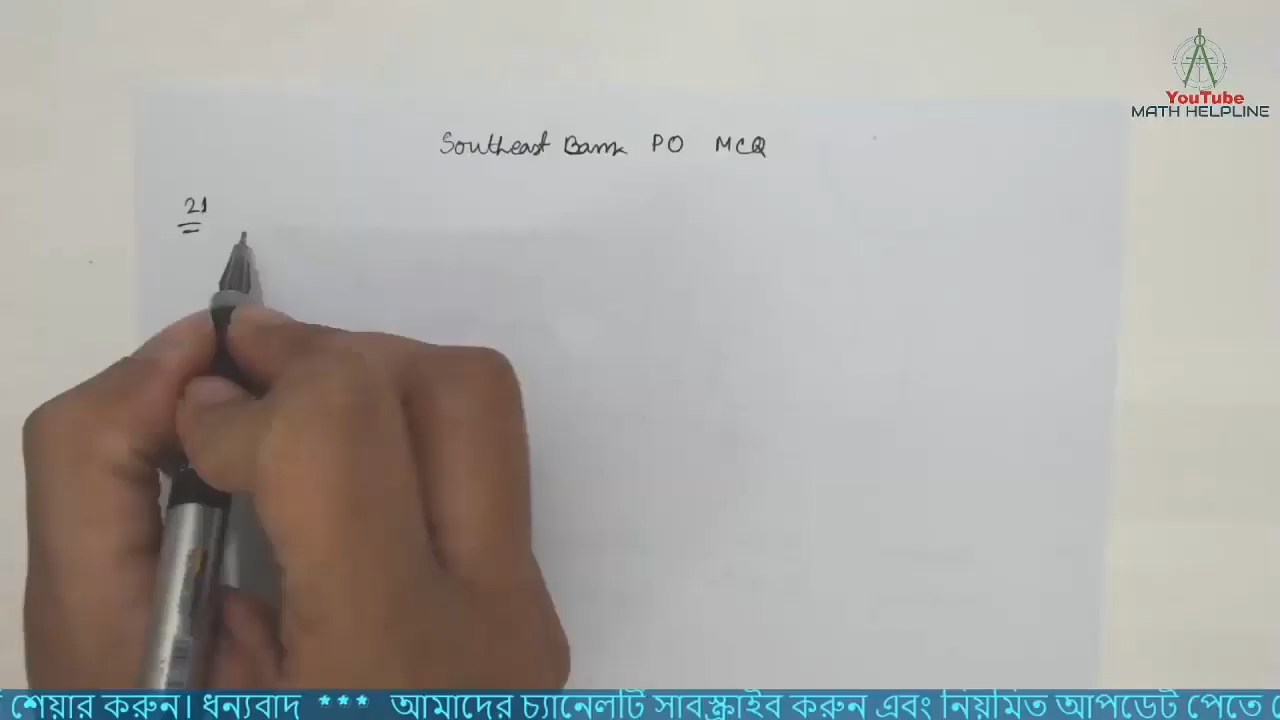 YouTube
MATH HELPLINE
Southeast Bank PO MCQ
21
শেয়ার করুন। ধন্যবাদ *** আমাদের চ্যানেলটি সাবস্ক্রাইব করুন এবং নিয়মিত আপডেট পেতে